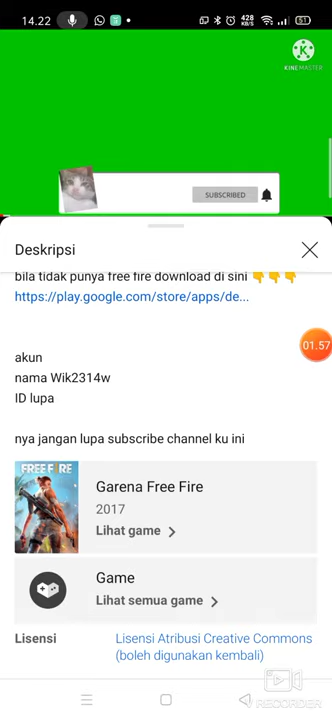 14.22
428
KB/S
51
KINEMASTER
SUBSCRIBED
Deskripsi
bila tidak punya free fire download di sini 👇👇👇
https://play.google.com/store/apps/de...
01.57
akun
nama Wik2314w
ID lupa
nya jangan lupa subscribe channel ku ini
FREE FIRE
Garena Free Fire
2017
Lihat game
Game
Lihat semua game
Lisensi
Lisensi Atribusi Creative Commons
(boleh digunakan kembali)
RECORDER